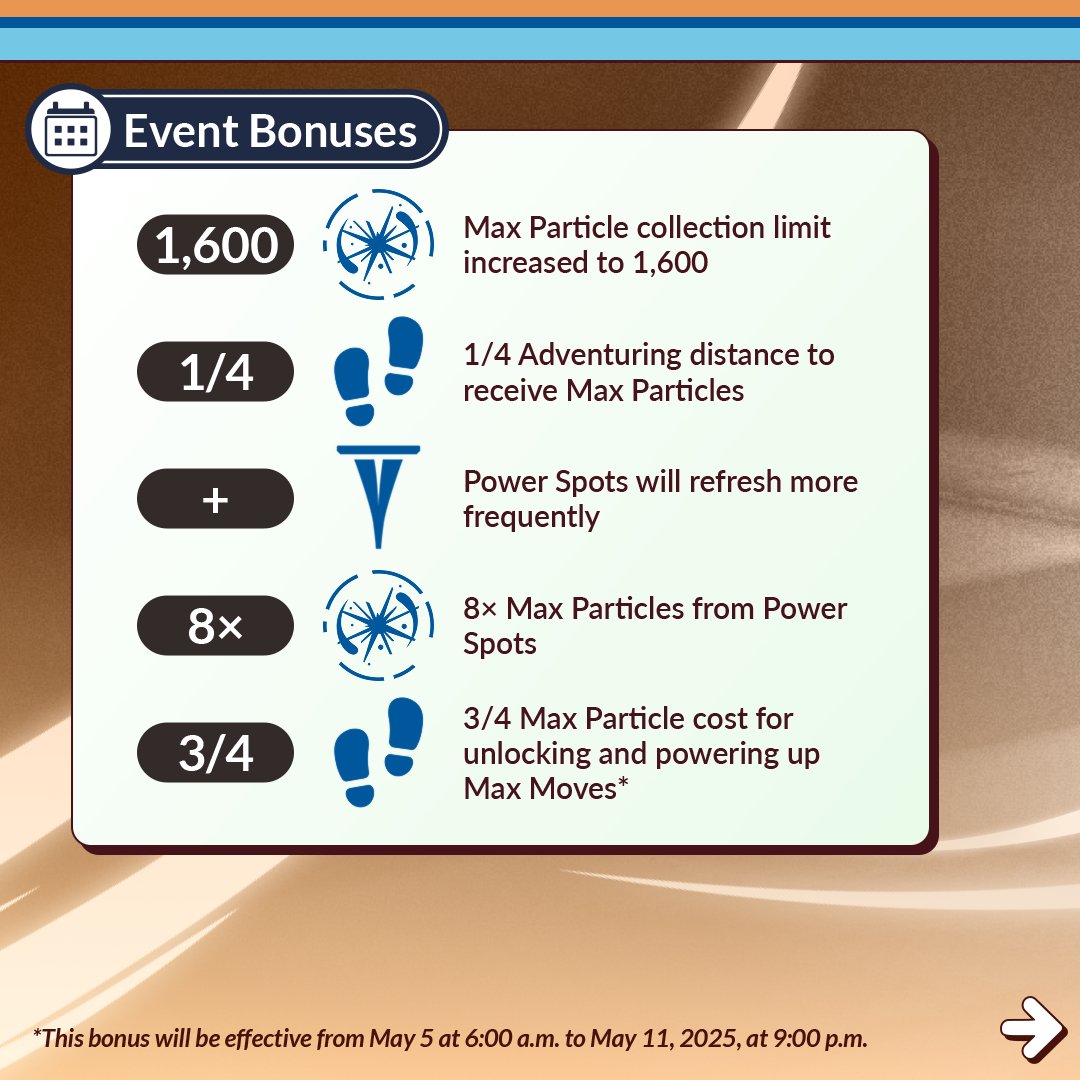 Event Bonuses
1,600
Max Particle collection limit
increased to 1,600
1/4
1/4 Adventuring distance to
receive Max Particles
+
Power Spots will refresh more
frequently
8×
8× Max Particles from Power
Spots
3/4
3/4 Max Particle cost for
unlocking and powering up
Max Moves*
*This bonus will be effective from May 5 at 6:00 a.m. to May 11, 2025, at 9:00 p.m.